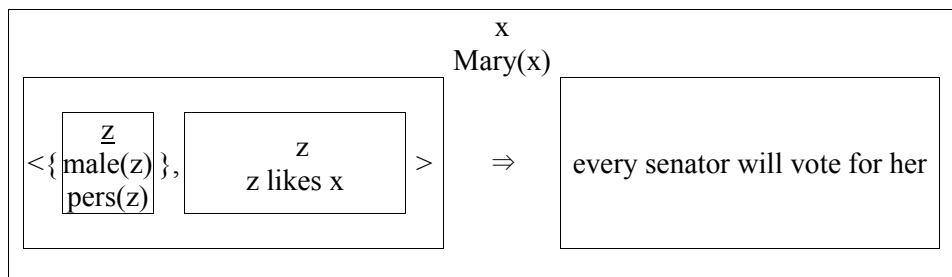 x
Mary(x)
z
<{ male(z) }, z >  ⇒ every senator will vote for her
pers(z) z likes x